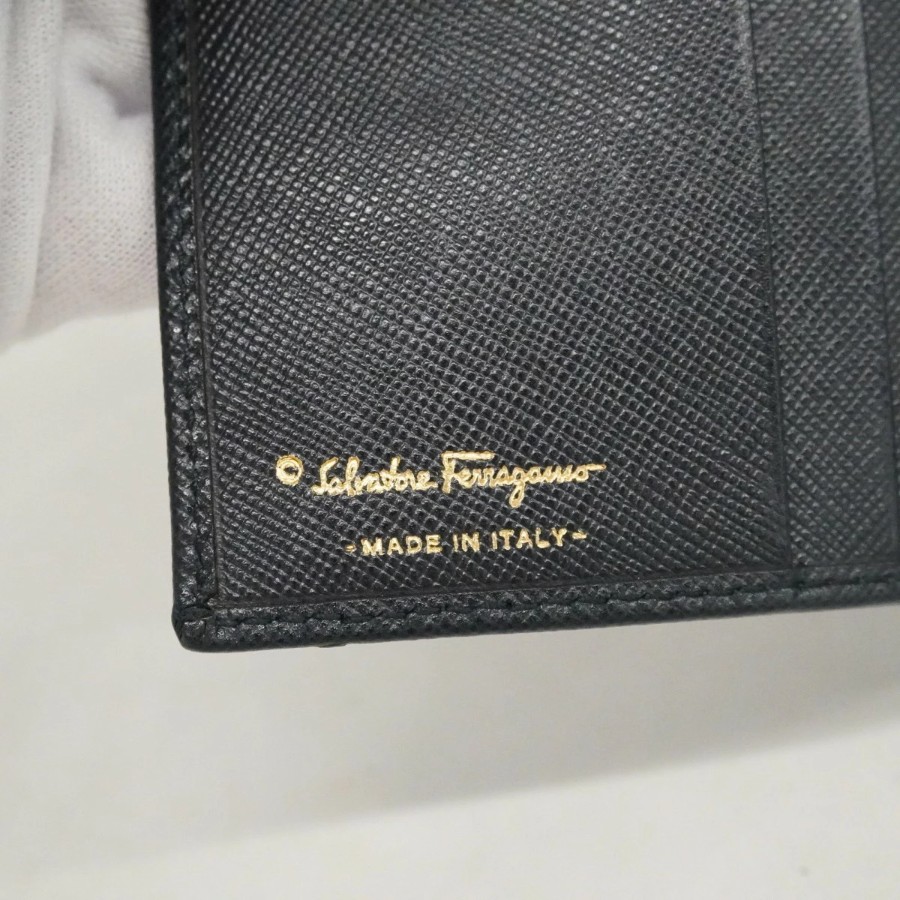 © Salvatore Ferragamo
-MADE IN ITALY-